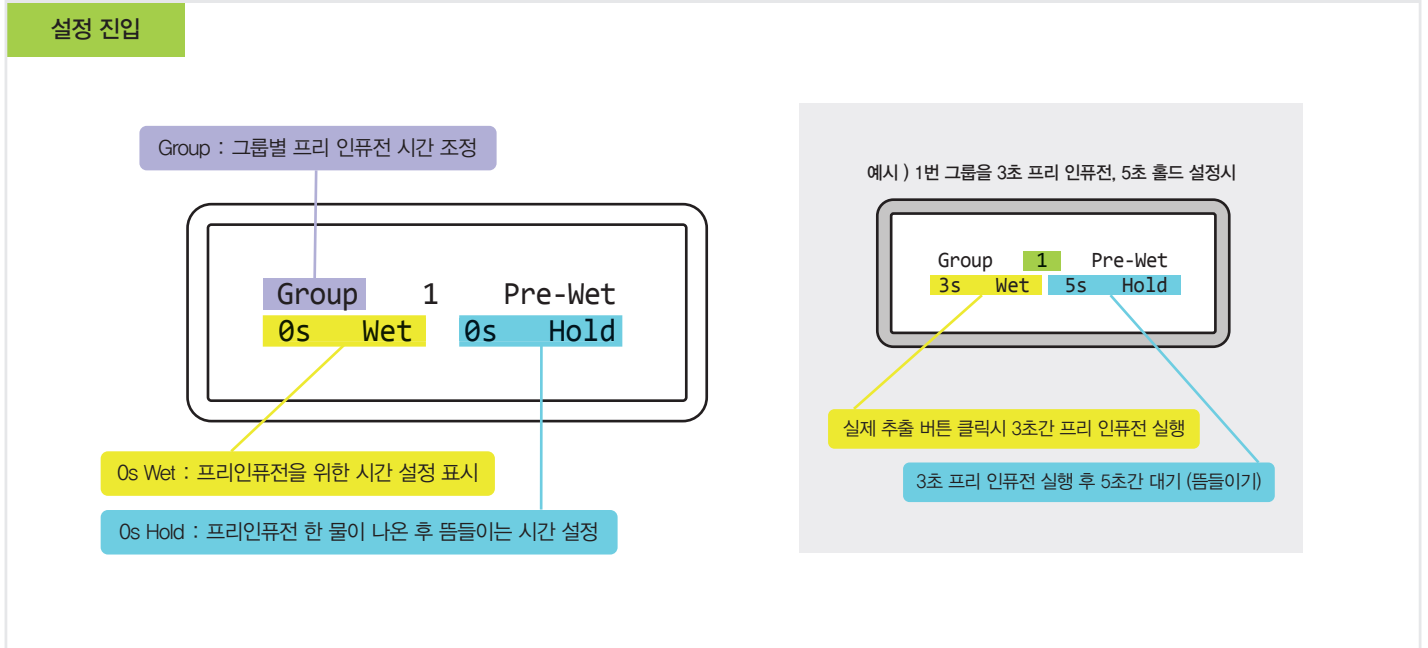 설정 진입
Group : 그룹별 프리 인퓨전 시간 조정
Group 1 Pre-Wet
0s Wet 0s Hold
0s Wet : 프리인퓨전을 위한 시간 설정 표시
0s Hold : 프리인퓨전 한 물이 나온 후 뜸들이는 시간 설정
예시 ) 1번 그룹을 3초 프리 인퓨전, 5초 홀드 설정시
Group 1 Pre-Wet
3s Wet 5s Hold
실제 추출 버튼 클릭시 3초간 프리 인퓨전 실행
3초 프리 인퓨전 실행 후 5초간 대기 (뜸들이기)